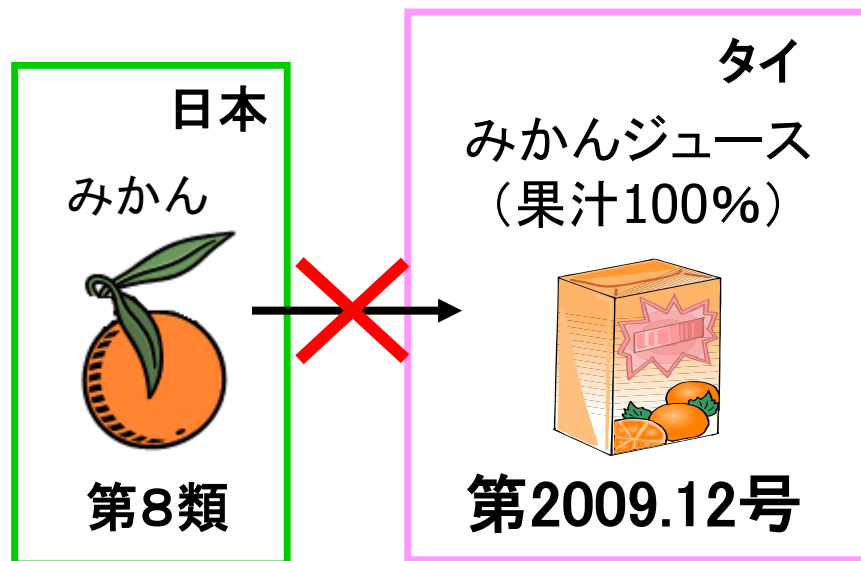 日本
みかん
第8類
タイ
みかんジュース
（果汁100％）
第2009.12号